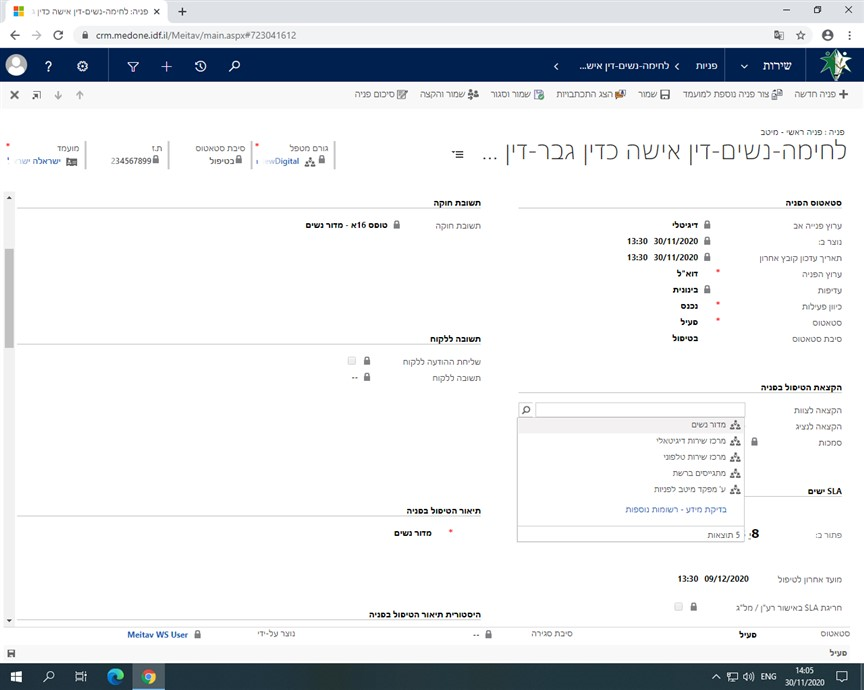 פניה: לחימה-נשים-דין אישה כדין ג
crm.medone.idf.il/Meitav/main.aspx#723041612
שירות
פניות
לחימה-נשים-דין איש...
פניה חדשה
צור פניה נוספת למועמד
שמור
הצג התכתבויות
שמור וסגור
שמור והקצה
סיכום פניה
פניה : פניה ראשי - מיטב
לחימה-נשים-דין אישה כדין גבר-דין ...
גורם מטפל
סיבת סטאטוס
ת.ז
מועמד
ewDigital
בטיפול
234567899
ישראלה ישר
סטאטוס הפניה
ערוץ פנייה אב
דיגיטלי
נוצר ב:
30/11/2020 13:30
תאריך עדכון קובץ אחרון
30/11/2020 13:30
ערוץ הפניה
* דוא"ל
עדיפות
בינונית
כיוון פעילות
* נכנס
סטאטוס
* פעיל
סיבת סטאטוס
בטיפול
הקצאת הטיפול בפניה
הקצאה לצוות
הקצאה לנציג
סמכות
מדור נשים
מרכז שירות דיגיטאלי
מרכז שירות טלפוני
מתגייסים ברשת
ע' מפקד מיטב לפניות
בדיקת מידע - רשומות נוספות
5 תוצאות
SLA ישים
פתור ב:
8
מועד אחרון לטיפול
09/12/2020 13:30
חריגת SLA באישור רע"ן / מל"ג
תשובת חוקה
תשובת חוקה
טופס 16א - מדור נשים
תשובה ללקוח
שליחת ההודעה ללקוח
תשובה ללקוח
--
תיאור הטיפול בפניה
* מדור נשים
היסטורית תיאור הטיפול בפניה
סטאטוס
פעיל
סיבת סגירה
--
נוצר על-ידי
Meitav WS User
פעיל
ENG
14:05
30/11/2020